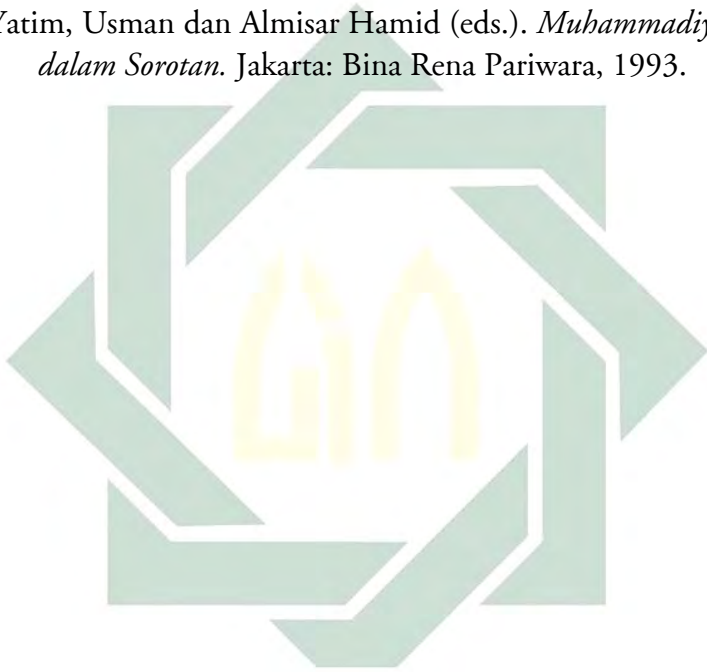 Yatim, Usman dan Almisar Hamid (eds.). Muhammadiy
dalam Sorotan. Jakarta: Bina Rena Pariwara, 1993.